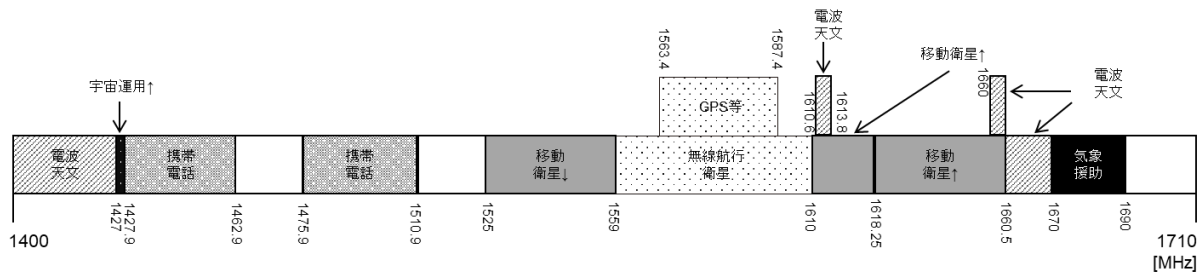 電波
天文
移動衛星↑
1563.4
1587.4
宇宙運用↑
GPS等
1610.6
1613.8
1660
電波
天文
電波
天文
携帯
電話
携帯
電話
移動
衛星↓
無線航行
衛星
移動
衛星↑
気象
援助
1400
1427
1427.9
1462.9
1475.9
1510.9
1525
1559
1610
1618.25
1660.5
1670
1690
1710
[MHz]